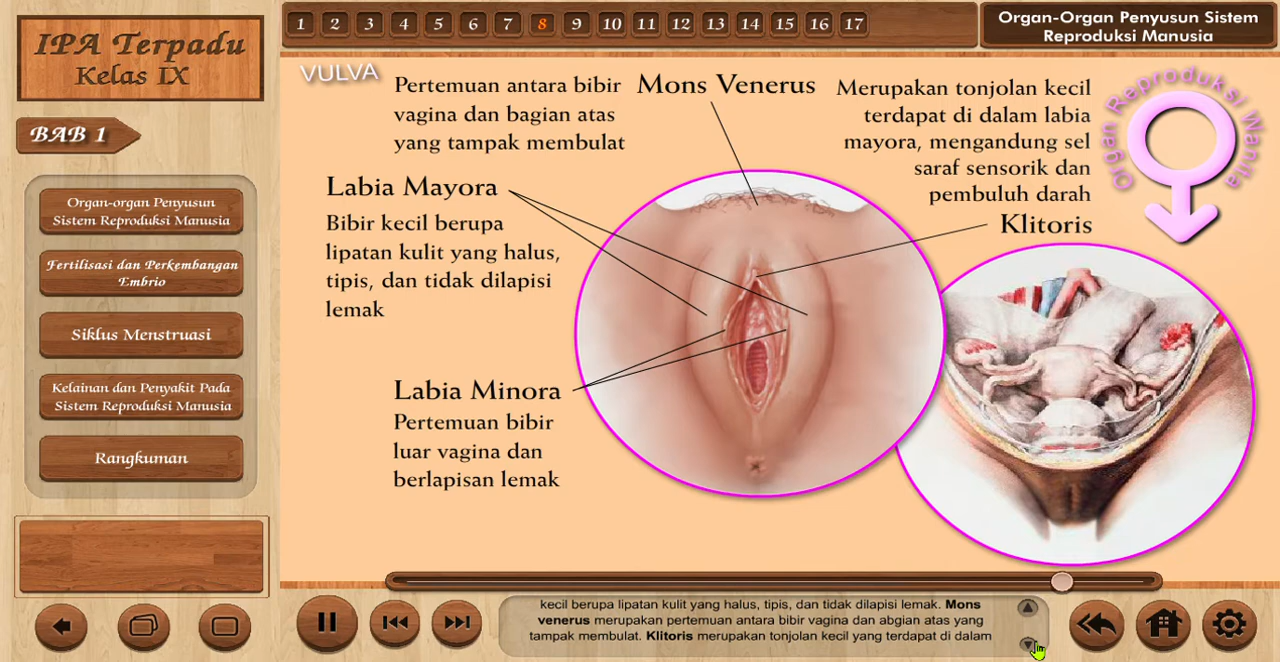 IPA Terpadu
Kelas IX
BAB 1
Organ-organ Penyusun
Sistem Reproduksi Manusia
Fertilisasi dan Perkembangan
Embrio
Siklus Menstruasi
Kelainan dan Penyakit Pada
Sistem Reproduksi Manusia
Rangkuman
1 2 3 4 5 6 7 8 9 10 11 12 13 14 15 16 17
Organ-Organ Penyusun Sistem
Reproduksi Manusia
VULVA
Pertemuan antara bibir
vagina dan bagian atas
yang tampak membulat
Mons Venerus
Merupakan tonjolan kecil
terdapat di dalam labia
mayora, mengandung sel
saraf sensorik dan
pembuluh darah
Klitoris
Organ Reproduksi Wanita
Labia Mayora
Bibir kecil berupa
lipatan kulit yang halus,
tipis, dan tidak dilapisi
lemak
Labia Minora
Pertemuan bibir
luar vagina dan
berlapisan lemak
kecil berupa lipatan kulit yang halus, tipis, dan tidak dilapisi lemak. Mons
venerus merupakan pertemuan antara bibir vagina dan abgian atas yang
tampak membulat. Klitoris merupakan tonjolan kecil yang terdapat di dalam